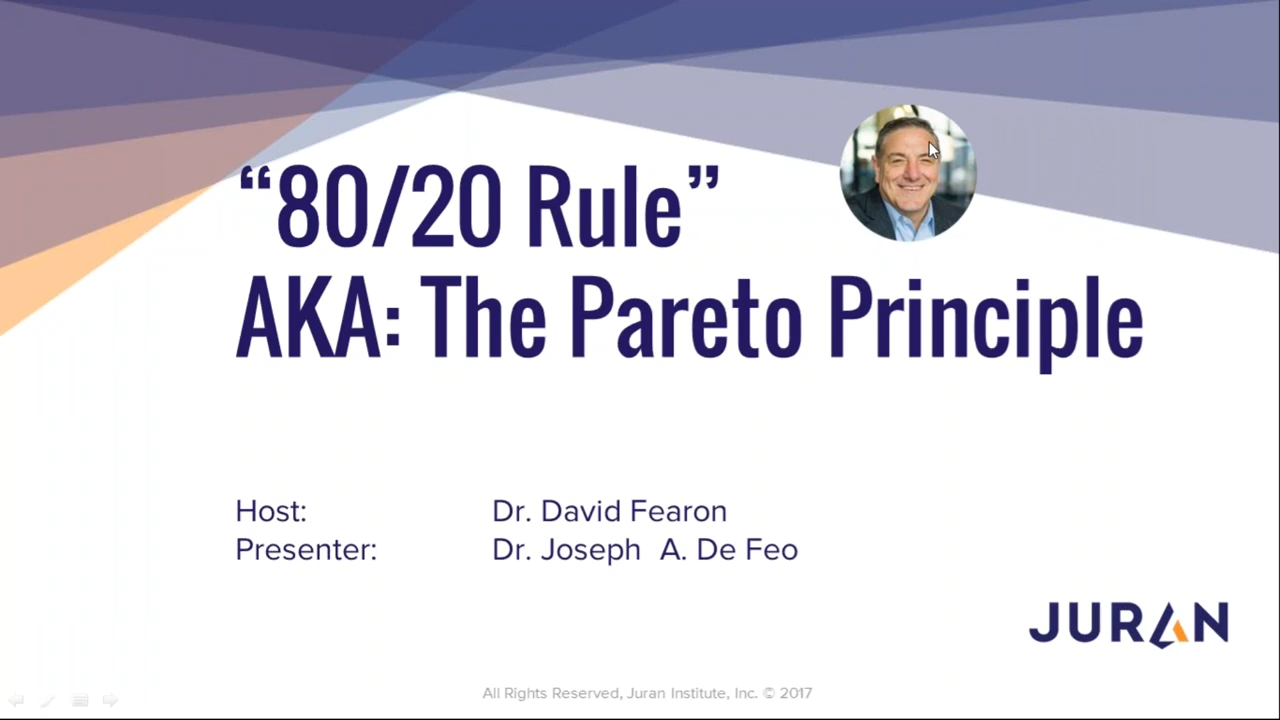 “80/20 Rule”
AKA: The Pareto Principle
Host: Dr. David Fearon
Presenter: Dr. Joseph A. De Feo
JURAN
All Rights Reserved, Juran Institute, Inc. © 2017